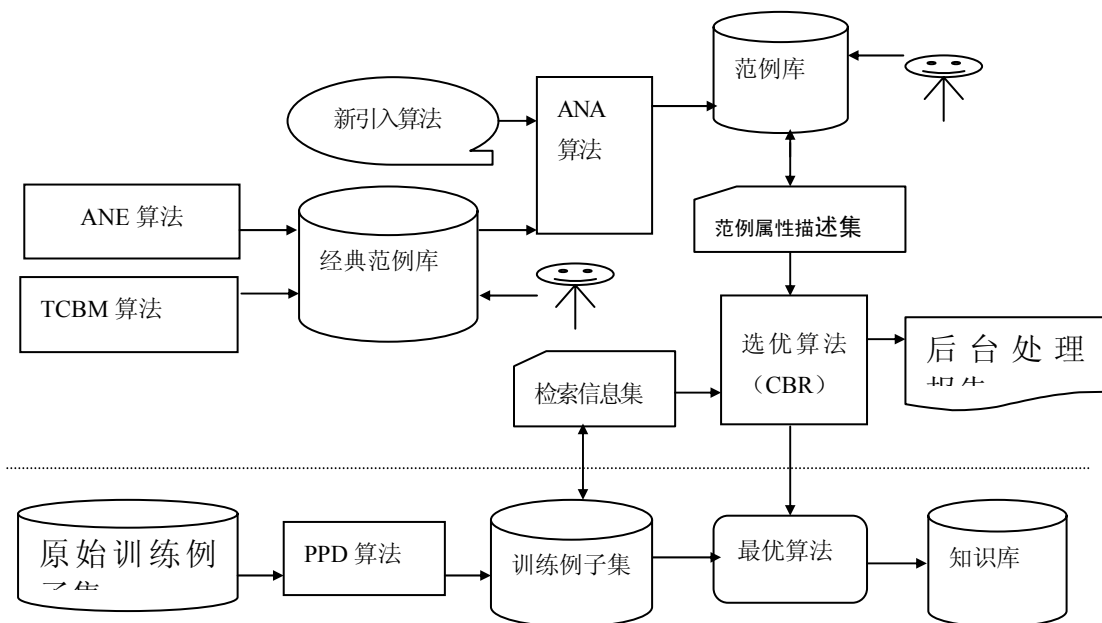 范例库
新引入算法
ANA
算法
ANE 算法
经典范例库
范例属性描述集
TCBM 算法
选优算法
（CBR）
后台处理
检索信息集
原始训练例
PPD 算法
训练例子集
最优算法
知识库